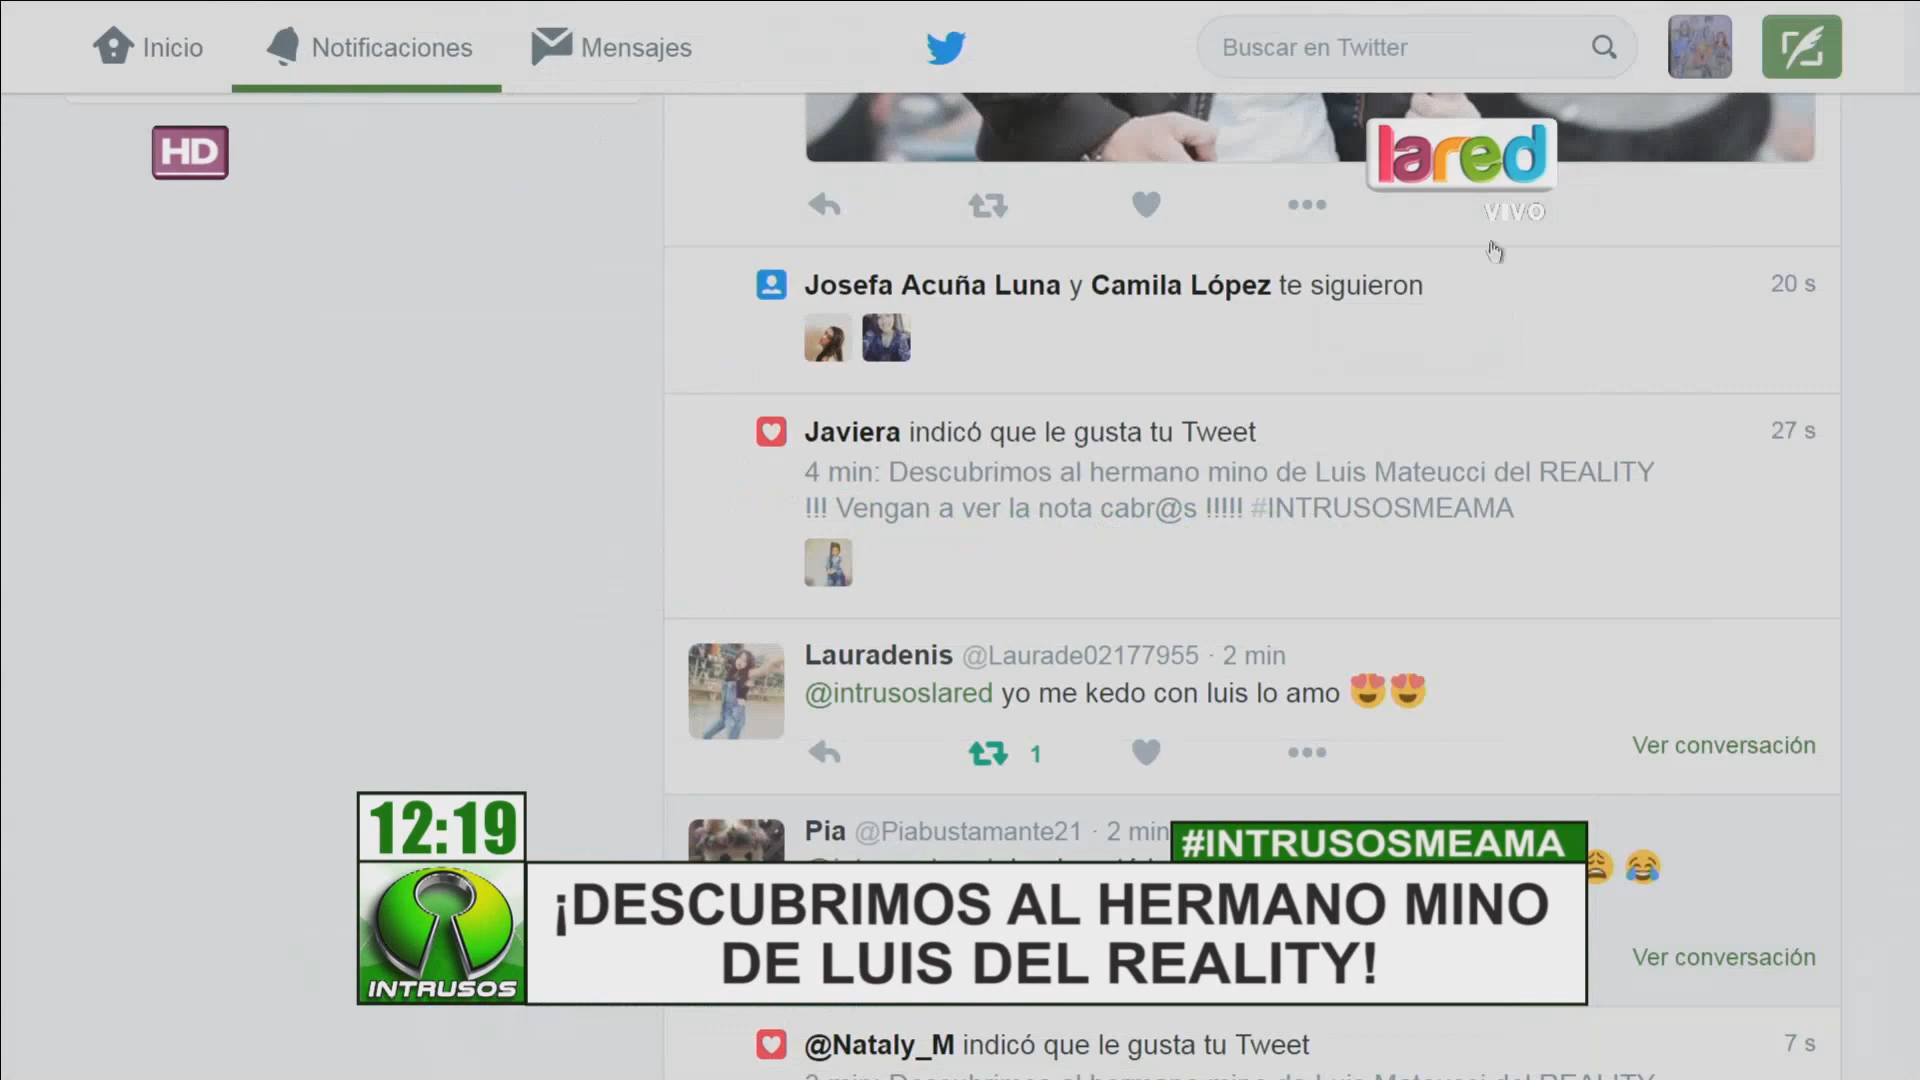 Inicio
Notificaciones
Mensajes
Buscar en Twitter
HD
lared
VIVO
Josefa Acuña Luna y Camila López te siguieron
20 s
Javiera indicó que le gusta tu Tweet
27 s
4 min: Descubrimos al hermano mino de Luis Mateucci del REALITY
!!! Vengan a ver la nota cabr@s !!!!! #INTRUSOSMEAMA
Lauradenis @Laurade02177955 · 2 min
@intrusoslared yo me kedo con luis lo amo 😍😍
1
Ver conversación
Pia @Piabustamante21 · 2 min
12:19
#INTRUSOSMEAMA
¡DESCUBRIMOS AL HERMANO MINO
DE LUIS DEL REALITY!
INTRUSOS
Ver conversación
@Nataly_M indicó que le gusta tu Tweet
7 s